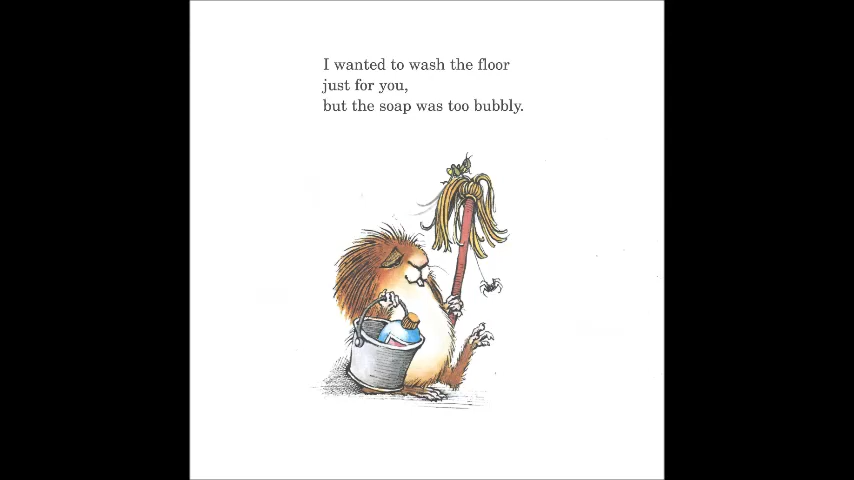 I wanted to wash the floor
just for you,
but the soap was too bubbly.